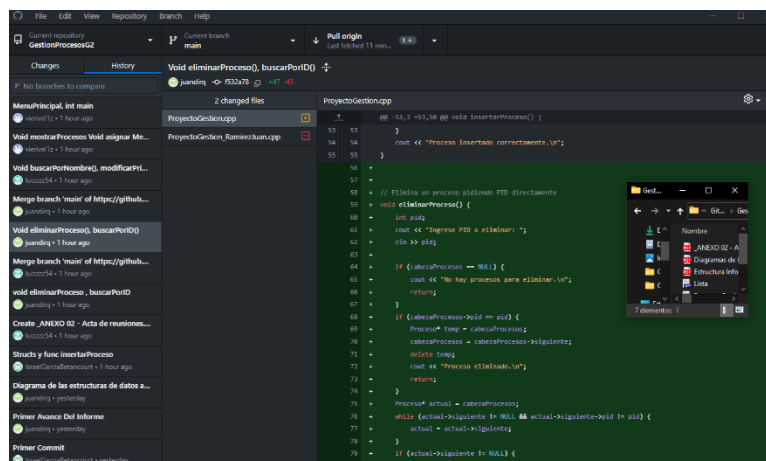 File Edit View Repository Branch Help
Current repository
GestionProcesosG2
Current branch
main
Pull origin
Last fetched 11 min...
Changes History
No branches to compare
MenuPrincipal, int main
vierivel1z • 1 hour ago
Void mostrarProcesos Void asignar Me...
vierivel1z • 1 hour ago
Void buscarPorNombre(), modificarPri...
luizzz54 • 1 hour ago
Merge branch 'main' of https://github....
juandirq • 1 hour ago
Void eliminarProceso(), buscarPorID()
juandirq • 1 hour ago
Merge branch 'main' of https://github....
luizzz54 • 1 hour ago
void eliminarProceso , buscarPorID
juandirq • 1 hour ago
Create _ANEXO 02 - Acta de reuniones....
luizzz54 • 1 hour ago
Structs y func insertarProceso
IsraelGarciaBetancourt • 1 hour ago
Diagrama de las estructuras de datos a...
juandirq • yesterday
Primer Avance Del Informe
juandirq • yesterday
Primer Commit
IsraelGarciaBetancourt • yesterday
Void eliminarProceso(), buscarPorID()
juandirq f532a78 +47 -45
2 changed files
ProyectoGestion.cpp
ProyectoGestion_RamirezJuan.cpp
ProyectoGestion.cpp
@@ -53,3 +53,50 @@ void insertarProceso() {
53 53 }
54 54 cout << "Proceso insertado correctamente.\n";
55 55 }
56 +
57 +
58 + // Elimina un proceso pidiendo PID directamente
59 + void eliminarProceso() {
60 + int pid;
61 + cout << "Ingrese PID a eliminar: ";
62 + cin >> pid;
63 +
64 + if (cabezaProcesos == NULL) {
65 + cout << "No hay procesos para eliminar.\n";
66 + return;
67 + }
68 + if (cabezaProcesos->pid == pid) {
69 + Proceso* temp = cabezaProcesos;
70 + cabezaProcesos = cabezaProcesos->siguiente;
71 + delete temp;
72 + cout << "Proceso eliminado.\n";
73 + return;
74 + }
75 + Proceso* actual = cabezaProcesos;
76 + while (actual->siguiente != NULL && actual->siguiente->pid != pid) {
77 + actual = actual->siguiente;
78 + }
79 + if (actual->siguiente != NULL) {
Gest...
Git... > Ges
Nombre
_ANEXO 02 - A
Diagramas de l
Estructura Info
Lista
7 elementos